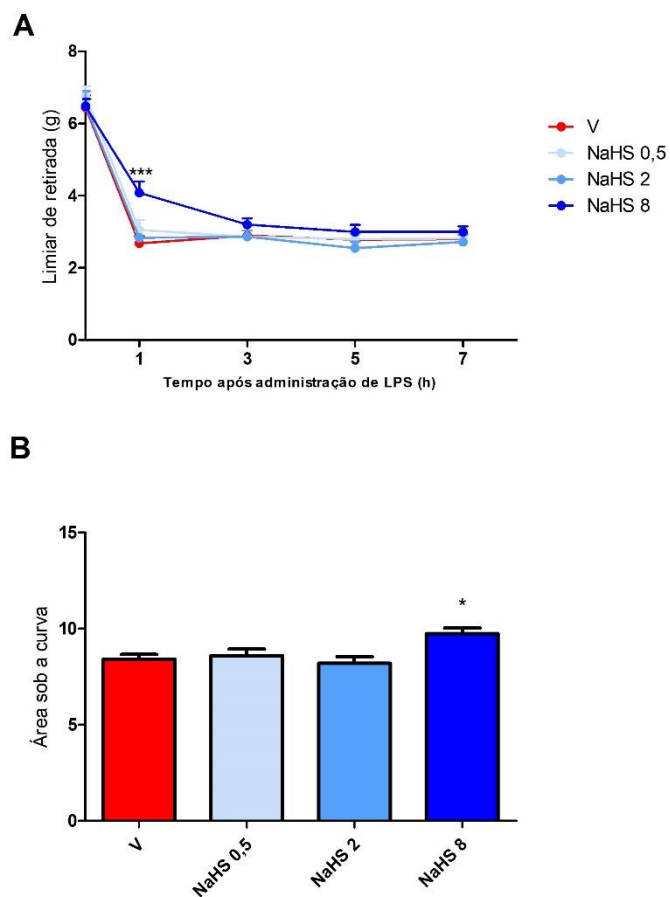 A
8
6
4
2
0
Limiar de retirada (g)
***
1 3 5 7
Tempo após administração de LPS (h)
V
NaHS 0,5
NaHS 2
NaHS 8
B
15
10
5
0
Área sob a curva
*
V
NaHS 0,5
NaHS 2
NaHS 8